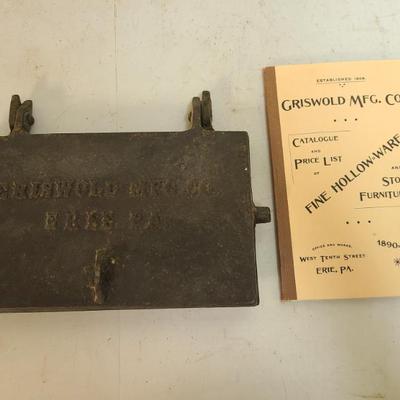 GRISWOLD MFG. CO.
ERIE PA.
ESTABLISHED
GRISWOLD MFG. CO
CATALOGUE
AND
PRICE LIST
OF
FINE HOLLOW-WARE
AND
STO
FURNITU
OFFICE AND WORKS,
WEST TENTH STREET
ERIE, PA.
1890